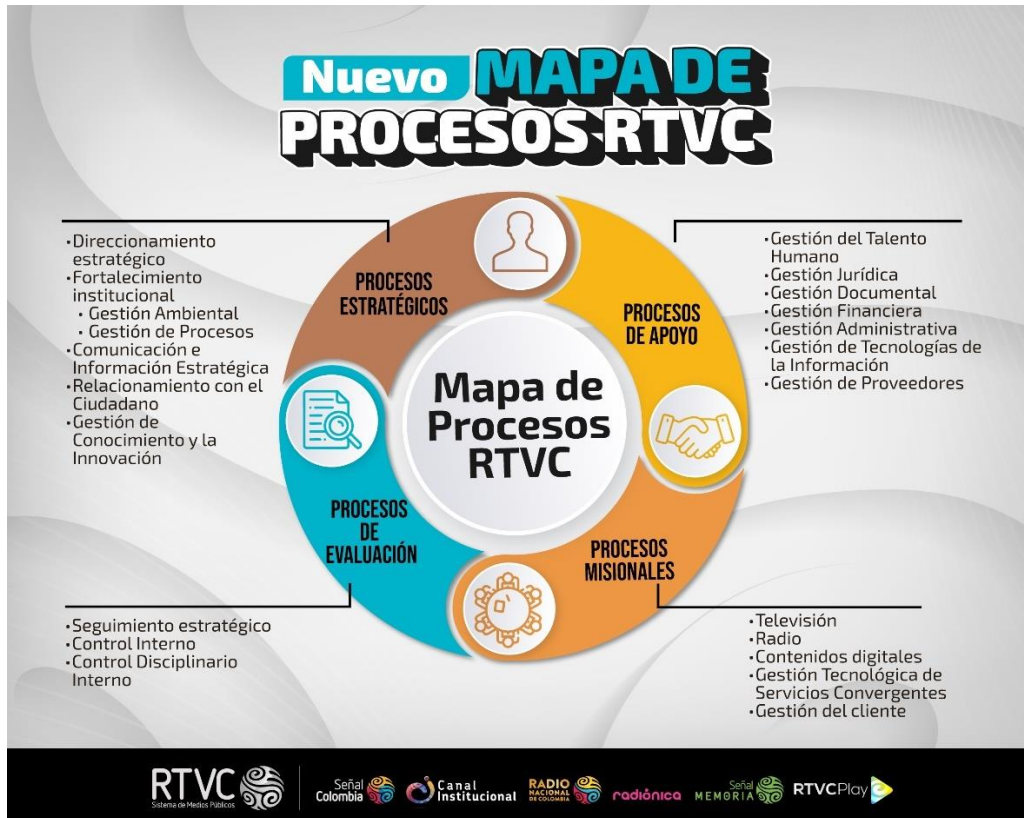 Nuevo MAPA DE
PROCESOS RTVC
•Direccionamiento
estratégico
•Fortalecimiento
institucional
• Gestión Ambiental
• Gestión de Procesos
•Comunicación e
Información Estratégica
•Relacionamiento con el
Ciudadano
•Gestión de
Conocimiento y la
Innovación
PROCESOS
ESTRATÉGICOS
PROCESOS
DE APOYO
•Gestión del Talento
Humano
•Gestión Jurídica
•Gestión Documental
•Gestión Financiera
•Gestión Administrativa
•Gestión de Tecnologías de
la Información
•Gestión de Proveedores
Mapa de
Procesos
RTVC
PROCESOS
DE
EVALUACIÓN
PROCESOS
MISIONALES
•Seguimiento estratégico
•Control Interno
•Control Disciplinario
Interno
•Televisión
•Radio
•Contenidos digitales
•Gestión Tecnológica de
Servicios Convergentes
•Gestión del cliente
RTVC
Sistema de Medios Públicos
Señal
Colombia
Canal
Institucional
RADIO
NACIONAL
DE COLOMBIA
radiónica
Señal
MEMORIA
RTVCPlay